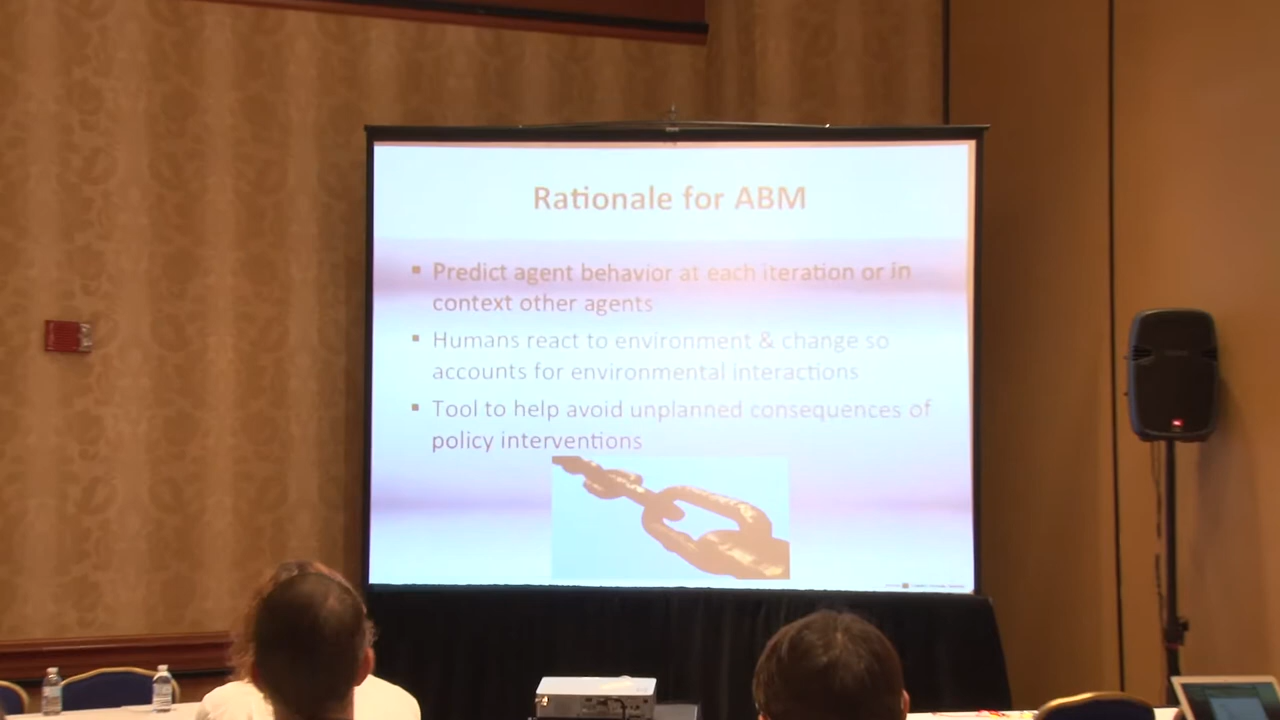 Rationale for ABM
▪ Predict agent behavior at each iteration or in
context other agents
▪ Humans react to environment & change so
accounts for environmental interactions
▪ Tool to help avoid unplanned consequences of
policy interventions